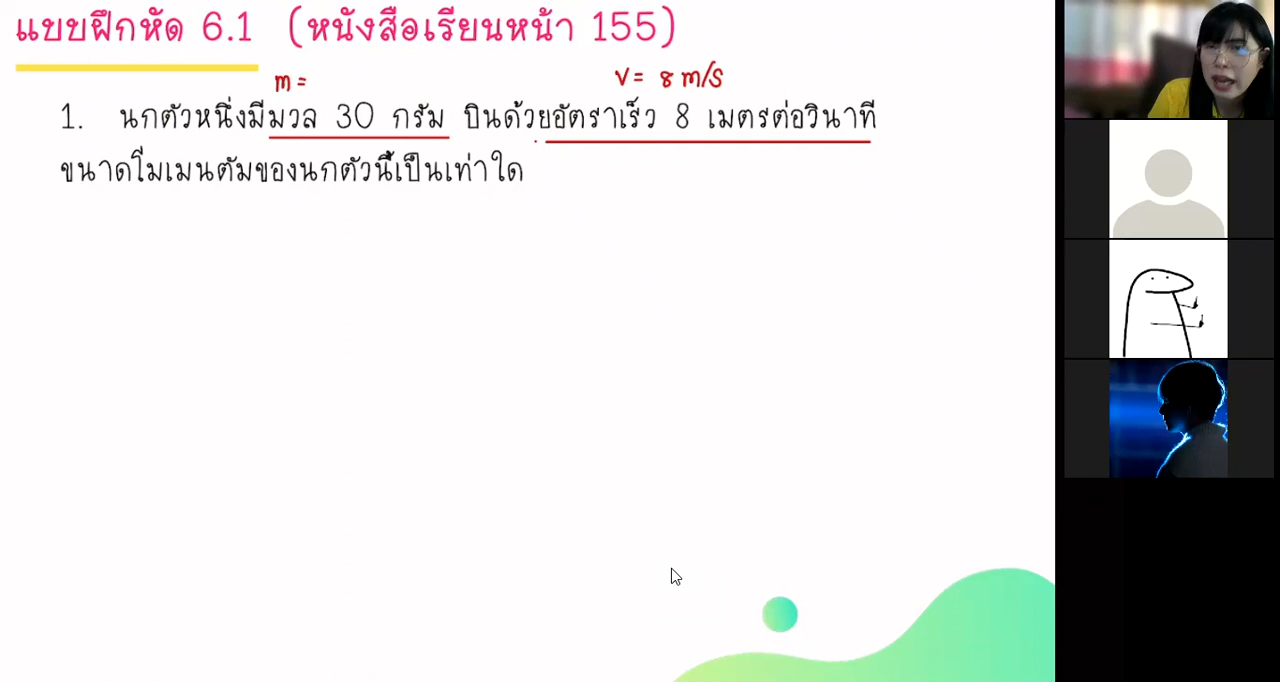 แบบฝึกหัด 6.1 (หนังสือเรียนหน้า 155)
m = v = 8 m/s
1. นกตัวหนึ่งมีมวล 30 กรัม บินด้วยอัตราเร็ว 8 เมตรต่อวินาที
ขนาดโมเมนตัมของนกตัวนี้เป็นเท่าใด